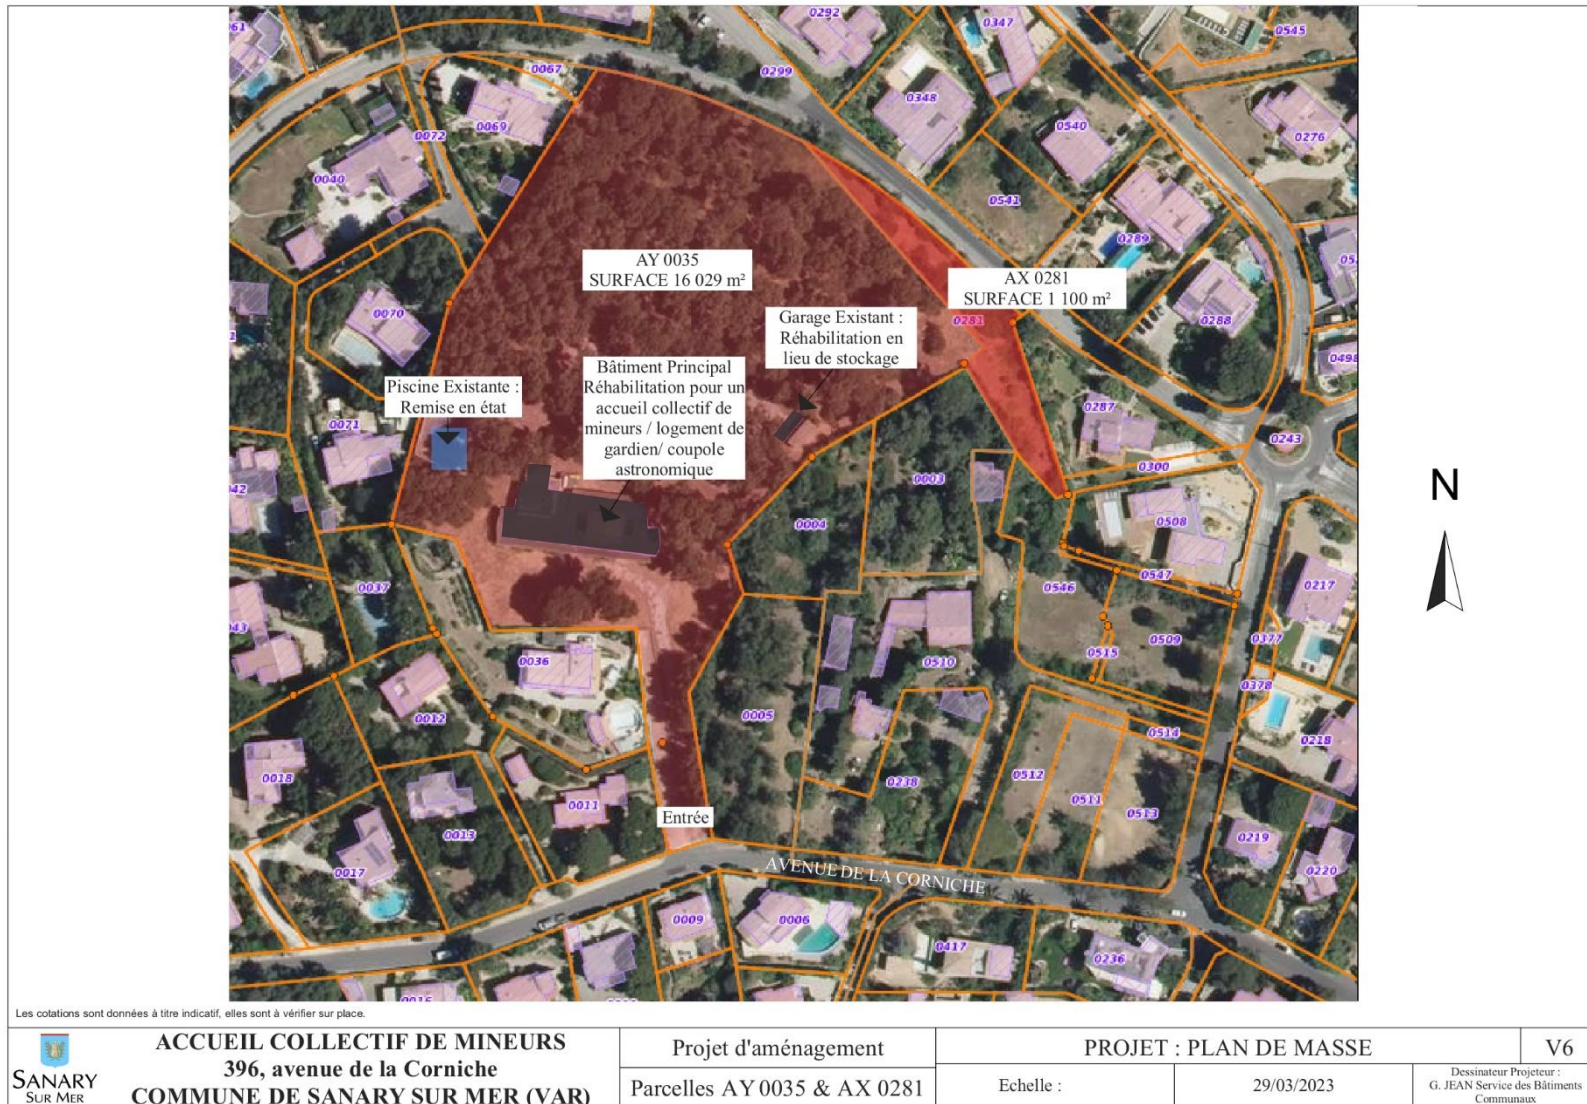 0292
0347
0545
0299
0067
0348
0069
0540
0276
0072
0040
0541
0289
AY 0035
SURFACE 16 029 m²
AX 0281
SURFACE 1 100 m²
0070
0281
0288
Garage Existant :
Réhabilitation en
lieu de stockage
Bâtiment Principal
Réhabilitation pour un
accueil collectif de
mineurs / logement de
gardien/ coupole
astronomique
Piscine Existante :
Remise en état
0287
0071
0243
0300
0003
N
0004
0508
0037
0547
0546
0217
0509
0377
0515
0036
0510
0378
0012
0005
0514
0218
0018
0512
0238
0511
0011
0513
Entrée
0013
0219
0017
0220
AVENUE DE LA CORNICHE
0009
0006
0417
0236
Les cotations sont données à titre indicatif, elles sont à vérifier sur place.
SANARY
SUR MER
ACCUEIL COLLECTIF DE MINEURS
396, avenue de la Corniche
COMMUNE DE SANARY SUR MER (VAR)
Projet d'aménagement
Parcelles AY 0035 & AX 0281
PROJET : PLAN DE MASSE
V6
Echelle :
29/03/2023
Dessinateur Projeteur :
G. JEAN Service des Bâtiments
Communaux